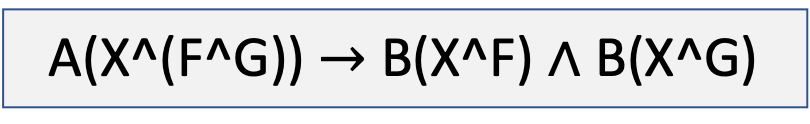 A(X^(F^G)) → B(X^F) ∧ B(X^G)